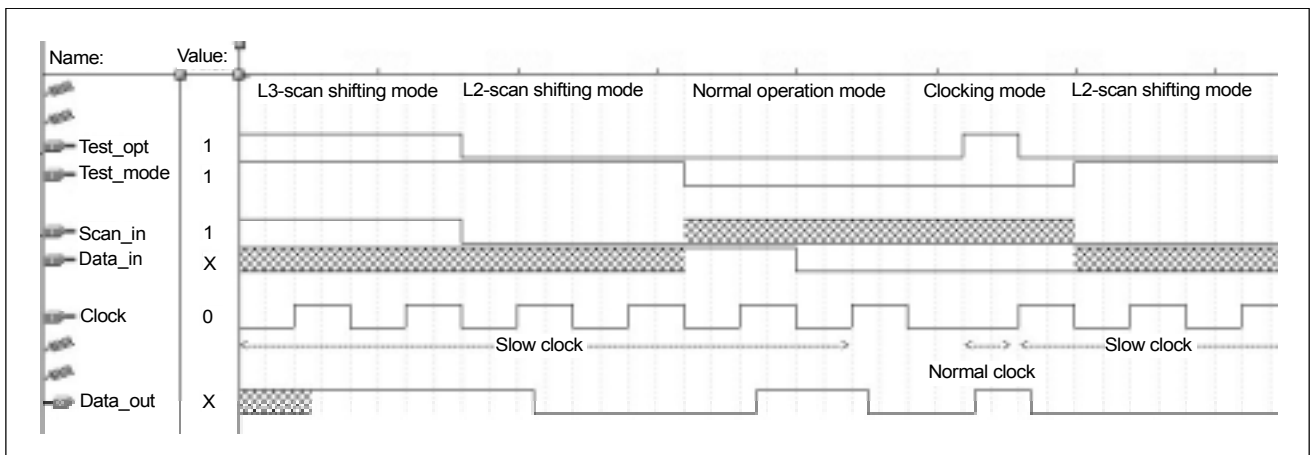 Name: Value:
L3-scan shifting mode L2-scan shifting mode Normal operation mode Clocking mode L2-scan shifting mode
Test_opt 1
Test_mode 1
Scan_in 1
Data_in X
Clock 0
Slow clock Slow clock
Normal clock
Data_out X